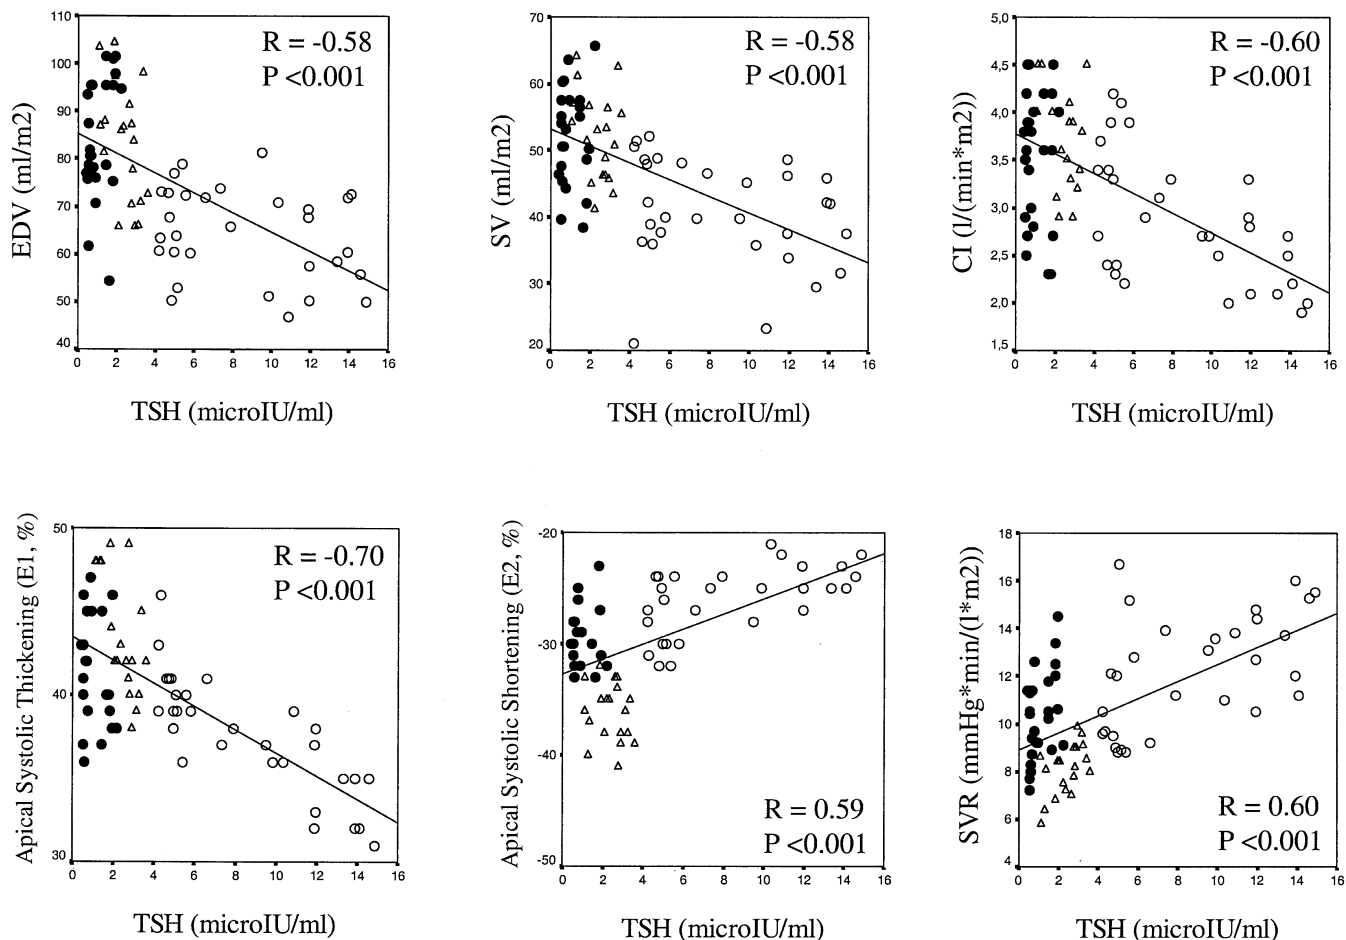 EDV (ml/m2)
110
100
90
80
70
60
50
40
0 2 4 6 8 10 12 14 16
R = -0.58
P <0.001
TSH (microIU/ml)
SV (ml/m2)
70
60
50
40
30
20
0 2 4 6 8 10 12 14 16
R = -0.58
P <0.001
TSH (microIU/ml)
CI (l/(min*m2))
5,0
4,5
4,0
3,5
3,0
2,5
2,0
1,5
0 2 4 6 8 10 12 14 16
R = -0.60
P <0.001
TSH (microIU/ml)
Apical Systolic Thickening (E1, %)
50
40
30
0 2 4 6 8 10 12 14 16
R = -0.70
P <0.001
TSH (microIU/ml)
Apical Systolic Shortening (E2, %)
-20
-30
-40
-50
0 2 4 6 8 10 12 14 16
R = 0.59
P <0.001
TSH (microIU/ml)
SVR (mmHg*min/(l*m2))
18
16
14
12
10
8
6
4
0 2 4 6 8 10 12 14 16
R = 0.60
P <0.001
TSH (microIU/ml)